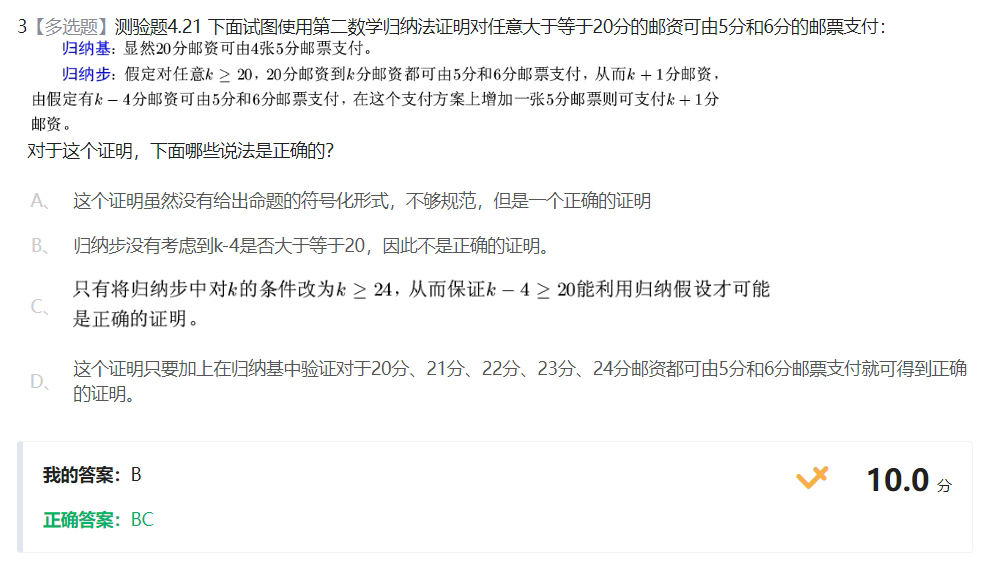 3【多选题】测验题4.21 下面试图使用第二数学归纳法证明对任意大于等于20分的邮资可由5分和6分的邮票支付：
归纳基：显然20分邮资可由4张5分邮票支付。
归纳步：假定对任意k ≥ 20，20分邮资到k分邮资都可由5分和6分邮票支付，从而k + 1分邮资，
由假定有k − 4分邮资可由5分和6分邮票支付，在这个支付方案上增加一张5分邮票则可支付k + 1分
邮资。
对于这个证明，下面哪些说法是正确的？
A、 这个证明虽然没有给出命题的符号化形式，不够规范，但是一个正确的证明
B、 归纳步没有考虑到k-4是否大于等于20，因此不是正确的证明。
C、 只有将归纳步中对k的条件改为k ≥ 24，从而保证k − 4 ≥ 20能利用归纳假设才可能
是正确的证明。
D、 这个证明只要加上在归纳基中验证对于20分、21分、22分、23分、24分邮资都可由5分和6分邮票支付就可得到正确
的证明。
我的答案：B
10.0 分
正确答案：BC